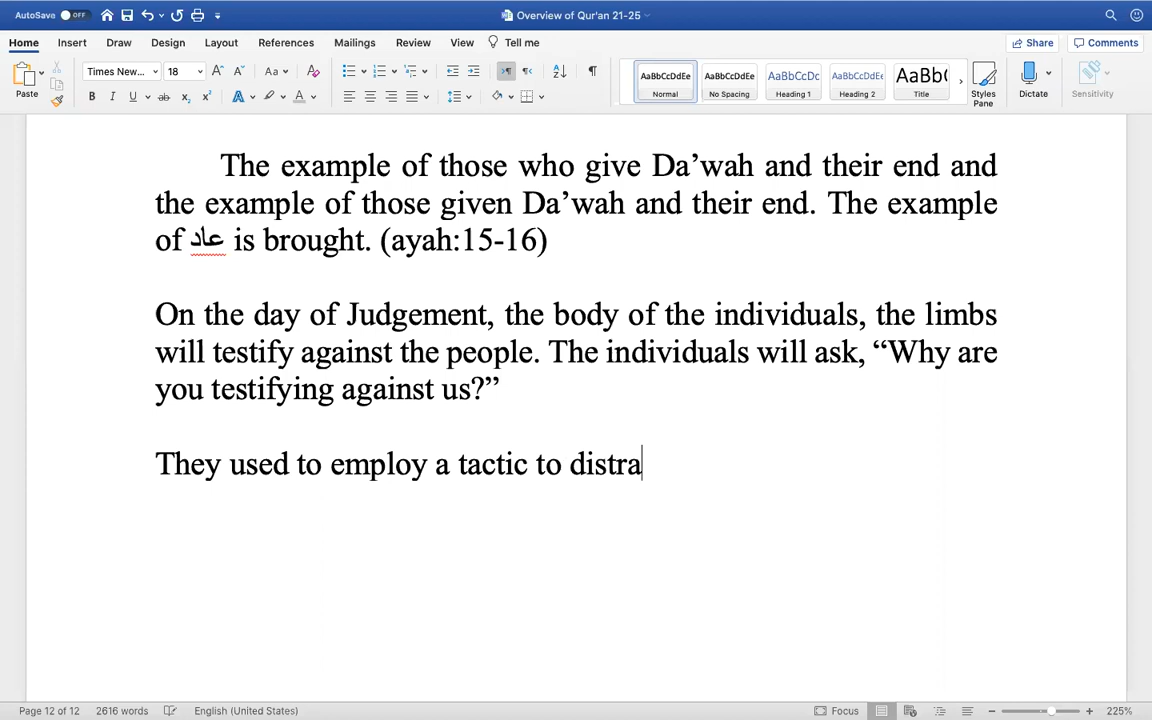 AutoSave OFF Overview of Qur'an 21-25
Home Insert Draw Design Layout References Mailings Review View Tell me Share Comments
Times New... 18 Aa
AaBbCcDdEe AaBbCcDdEe AaBbCcDc AaBbCcDdEe AaBb(
Paste B I U ab x₂ x² A A Normal No Spacing Heading 1 Heading 2 Title Styles Pane Dictate Sensitivity
The example of those who give Da’wah and their end and
the example of those given Da’wah and their end. The example
of عاد is brought. (ayah:15-16)
On the day of Judgement, the body of the individuals, the limbs
will testify against the people. The individuals will ask, “Why are
you testifying against us?”
They used to employ a tactic to distra
Page 12 of 12 2616 words English (United States) Focus 225%